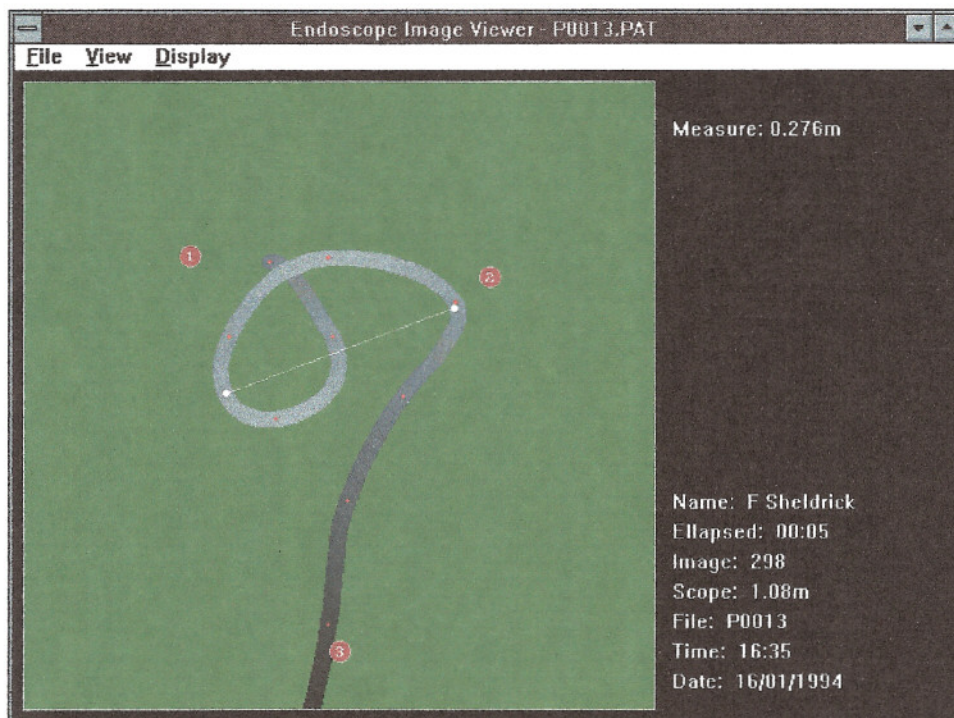 Endoscope Image Viewer - P0013.PAT
File View Display
Measure: 0.276m
1
2
3
Name: F Sheldrick
Ellapsed: 00:05
Image: 298
Scope: 1.08m
File: P0013
Time: 16:35
Date: 16/01/1994